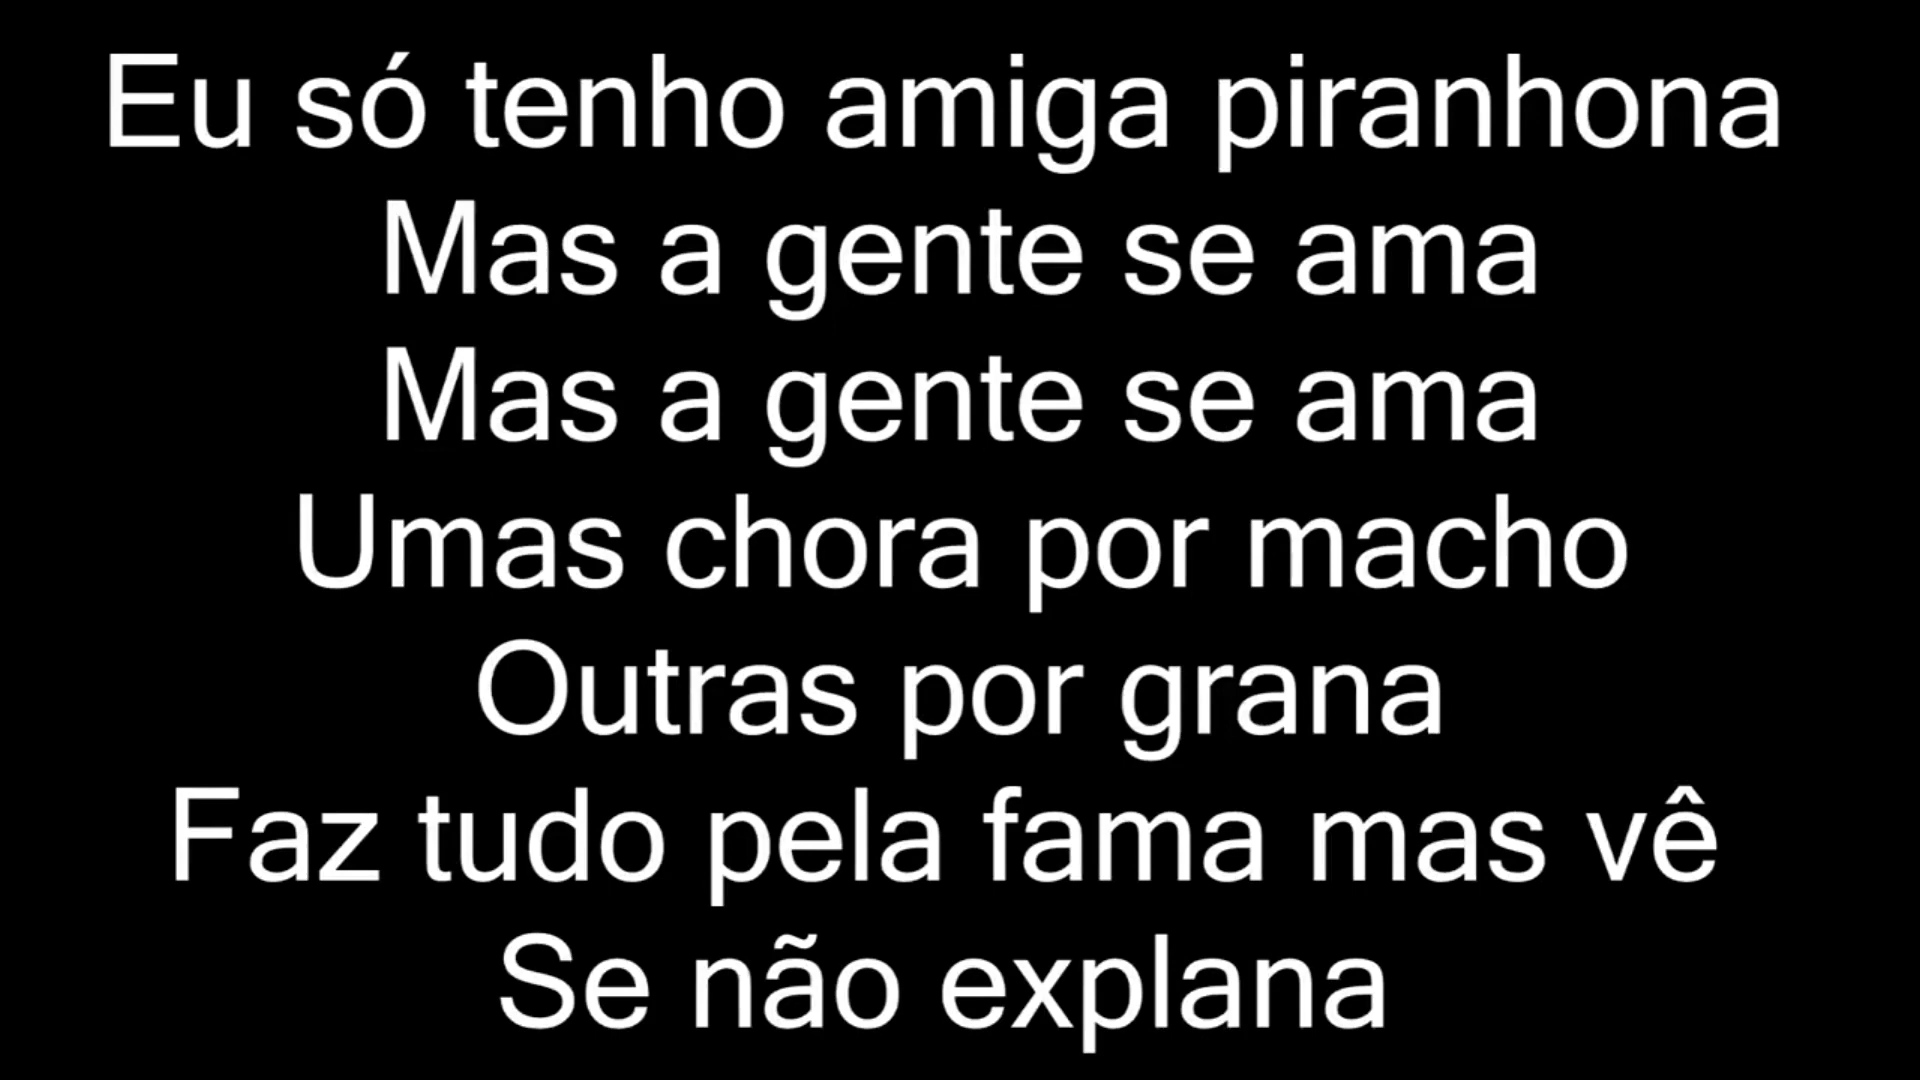 Eu só tenho amiga piranhona
Mas a gente se ama
Mas a gente se ama
Umas chora por macho
Outras por grana
Faz tudo pela fama mas vê
Se não explana